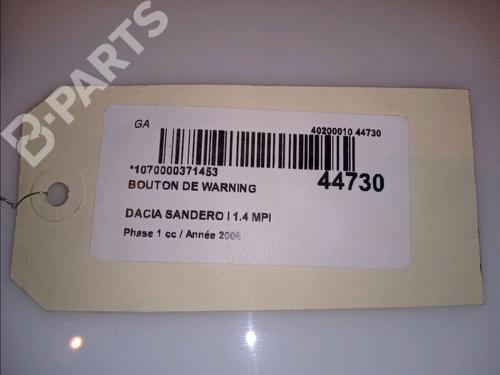 B-PARTS
GA
40200010 44730
*1070000371453
44730
BOUTON DE WARNING
DACIA SANDERO I 1.4 MPI
Phase 1 cc / Année 2008